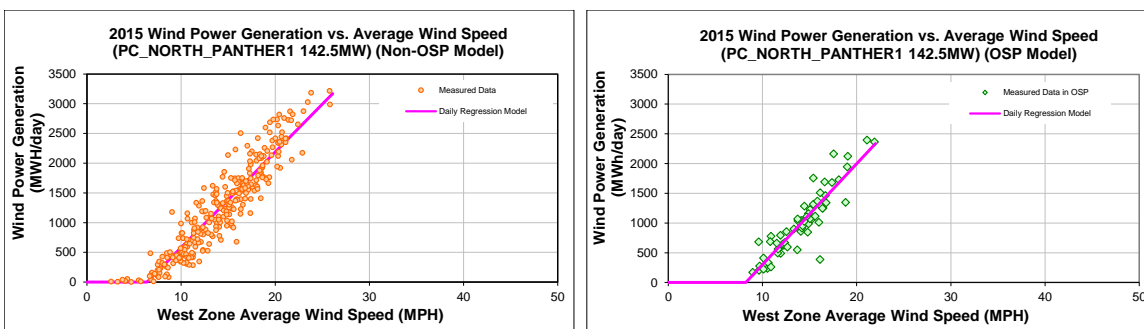 2015 Wind Power Generation vs. Average Wind Speed
(PC_NORTH_PANTHER1 142.5MW) (Non-OSP Model)
Wind Power Generation
(MWH/day)
3500
3000
2500
2000
1500
1000
500
0
Measured Data
Daily Regression Model
0 10 20 30 40 50
West Zone Average Wind Speed (MPH)
2015 Wind Power Generation vs. Average Wind Speed
(PC_NORTH_PANTHER1 142.5MW) (OSP Model)
Wind Power Generation
(MWh/day)
3500
3000
2500
2000
1500
1000
500
0
Measured Data in OSP
Daily Regression Model
0 10 20 30 40 50
West Zone Average Wind Speed (MPH)